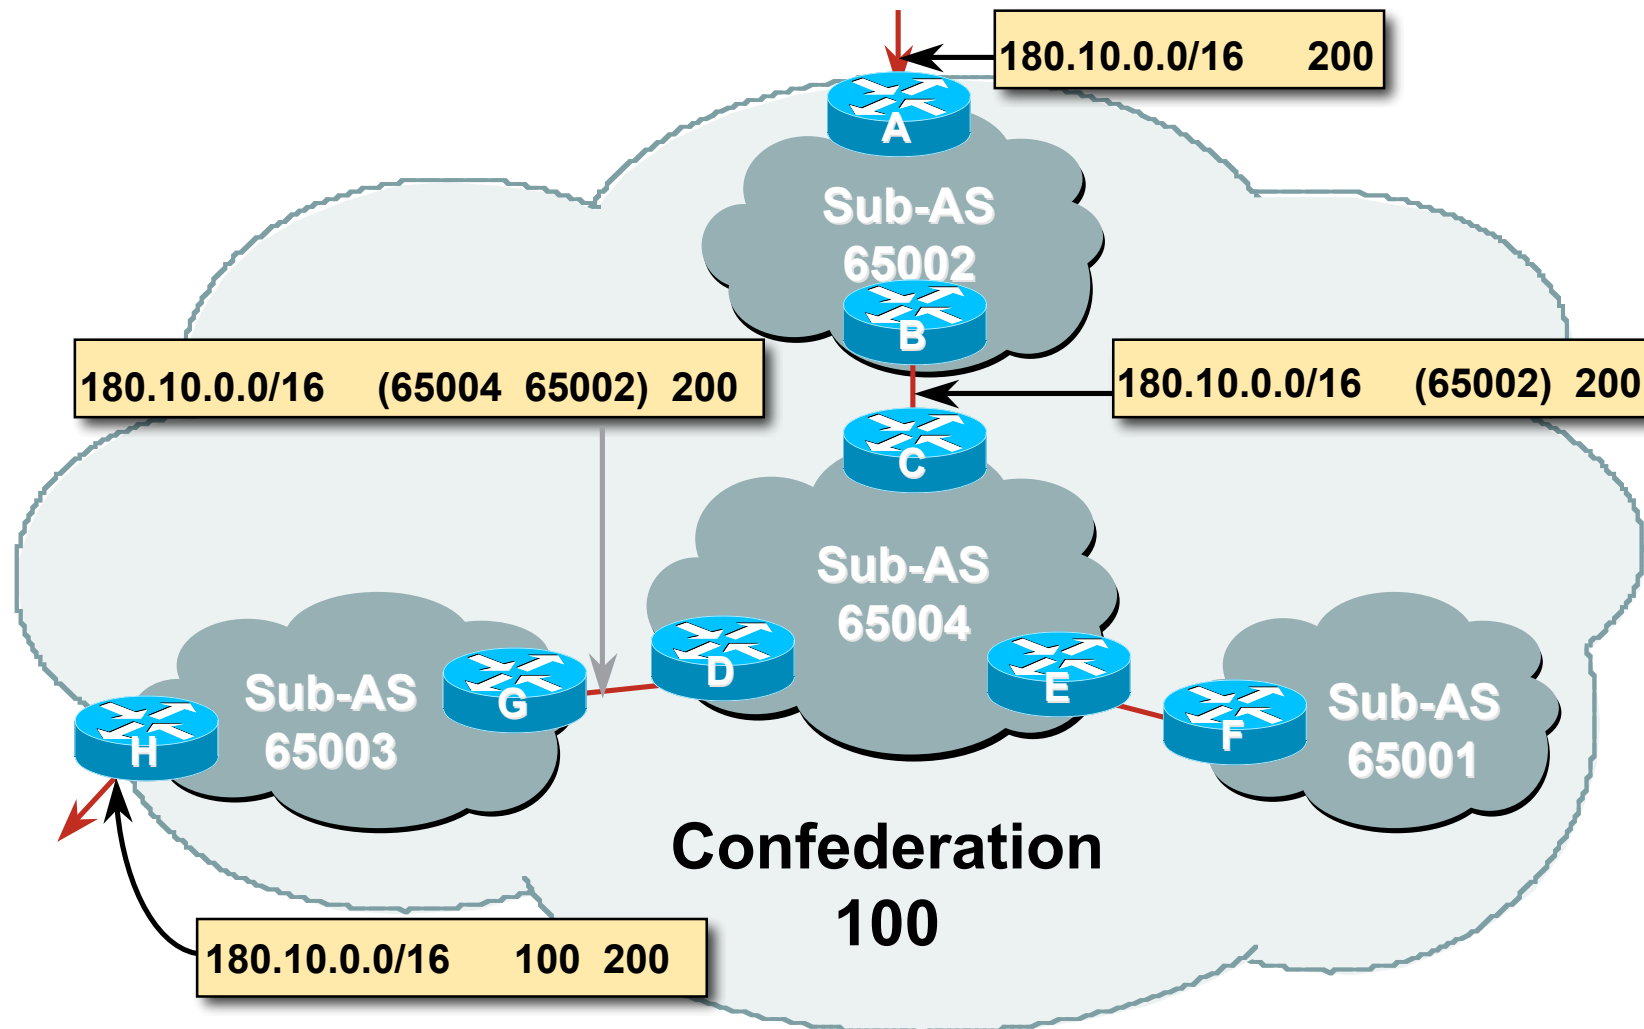 180.10.0.0/16 200
A
Sub-AS
65002
B
180.10.0.0/16 (65004 65002) 200
180.10.0.0/16 (65002) 200
C
Sub-AS
65004
D
E
Sub-AS
65003
G
H
F
Sub-AS
65001
Confederation
100
180.10.0.0/16 100 200